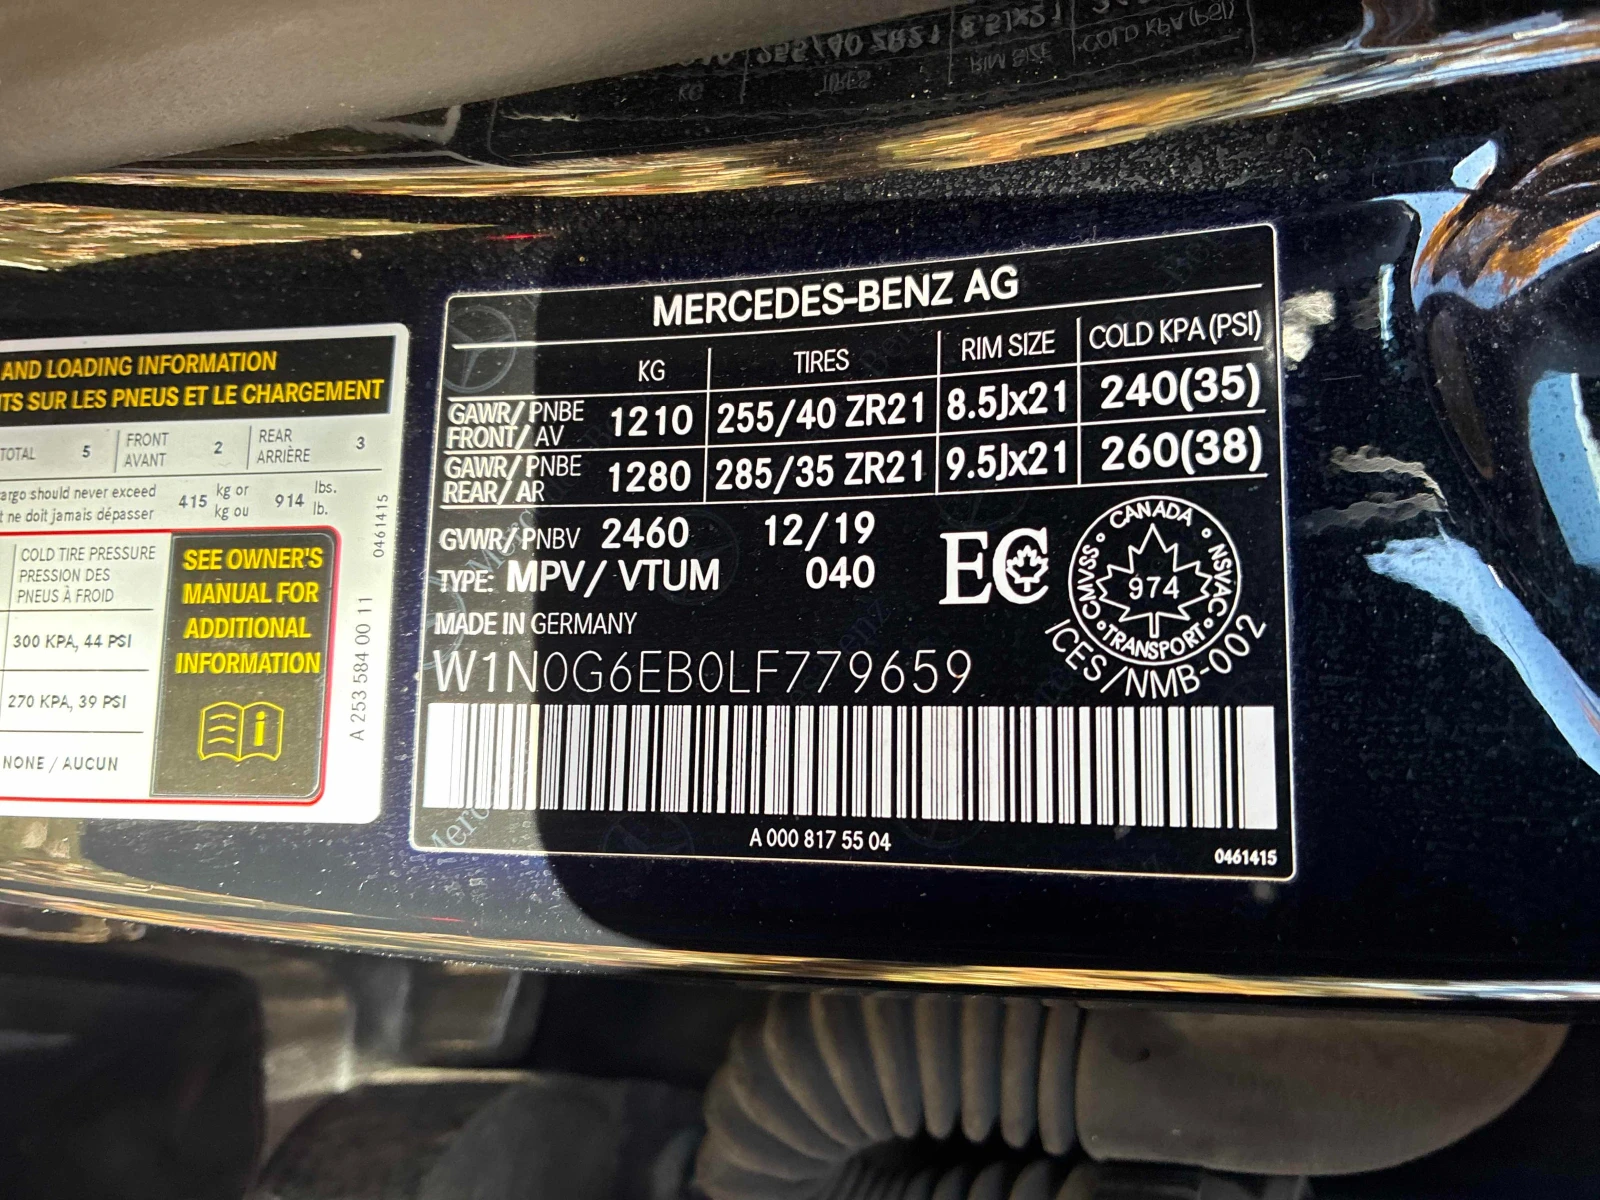 AND LOADING INFORMATION
TS SUR LES PNEUS ET LE CHARGEMENT
TOTAL 5 FRONT AVANT 2 REAR ARRIÈRE 3
argo should never exceed
t ne doit jamais dépasser
415 kg or kg ou 914 lbs. lb.
COLD TIRE PRESSURE
PRESSION DES
PNEUS À FROID
300 KPA, 44 PSI
270 KPA, 39 PSI
NONE / AUCUN
SEE OWNER'S
MANUAL FOR
ADDITIONAL
INFORMATION
0461415
A 253 584 00 11
MERCEDES-BENZ AG
KG TIRES RIM SIZE COLD KPA (PSI)
GAWR/PNBE FRONT/AV 1210 255/40 ZR21 8.5Jx21 240(35)
GAWR/PNBE REAR/AR 1280 285/35 ZR21 9.5Jx21 260(38)
GVWR/PNBV 2460 12/19
TYPE: MPV/VTUM 040
MADE IN GERMANY
W1N0G6EB0LF779659
EC
CANADA
CMVSS
NSVAC
974
TRANSPORT
ICES/NMB-002
A 000 817 55 04
0461415